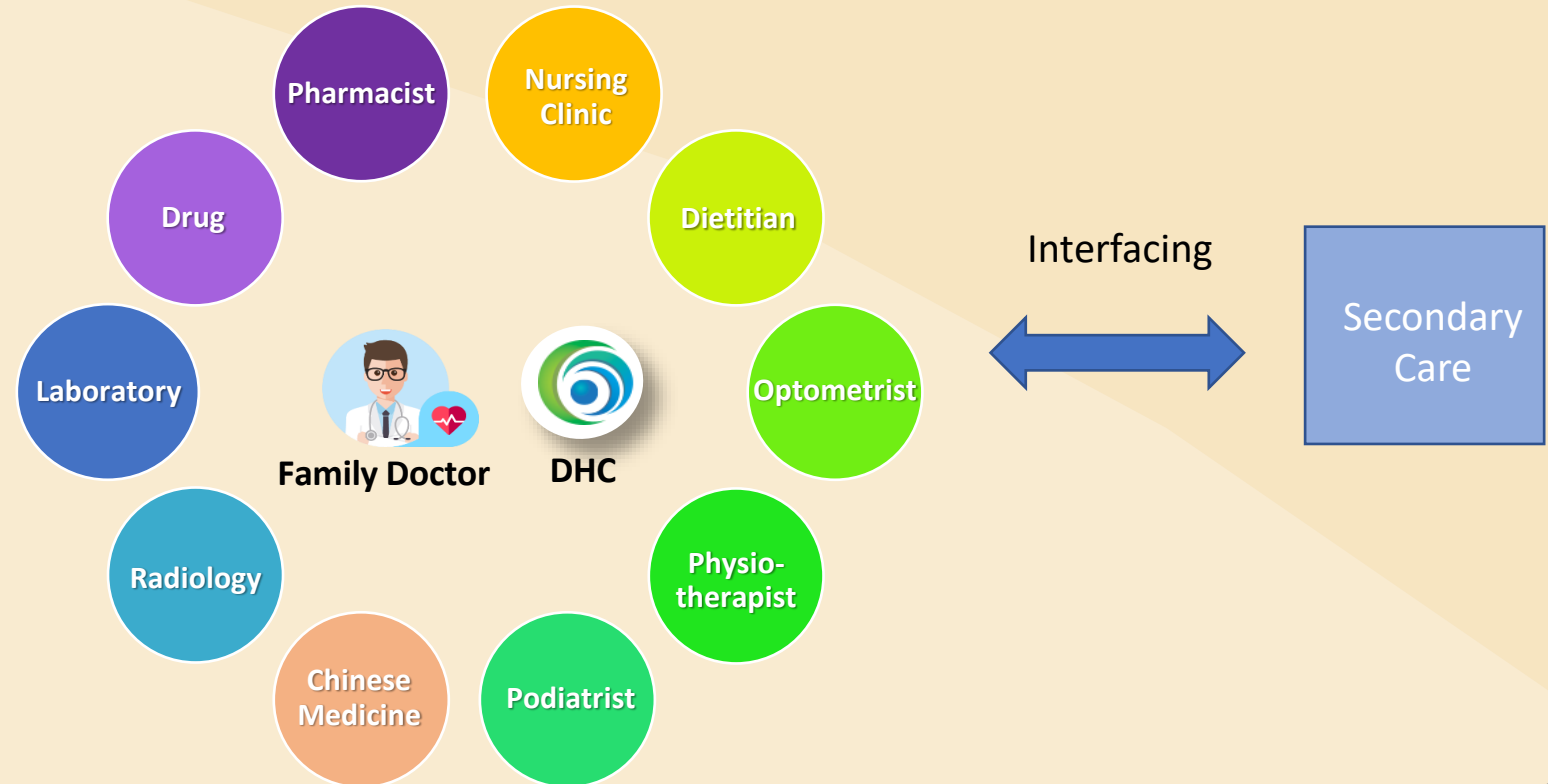 Pharmacist
Nursing
Clinic
Drug
Dietitian
Interfacing
Secondary
Care
Laboratory
Optometrist
Family Doctor
DHC
Radiology
Physio-
therapist
Chinese
Medicine
Podiatrist